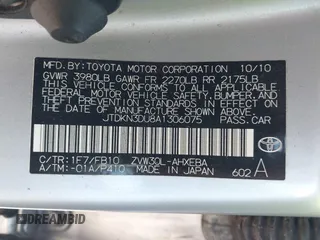 MFD.BY:TOYOTA MOTOR CORPORATION 10/10
GVWR 3980LB GAWR FR 2270LB RR 2175LB
THIS VEHICLE CONFORMS TO ALL APPLICABLE
FEDERAL MOTOR VEHICLE SAFETY, BUMPER, AND
THEFT PREVENTION STANDARDS IN EFFECT ON
THE DATE OF MANUFACTURE SHOWN ABOVE.
JTDKN3DU8A1306075 PASS.CAR
C/TR:1F7/FB10 ZVW30L-AHXEBA
A/TM:-01A/P410 MADE IN JAPAN 602 A
TOYOTA
DREAMBID